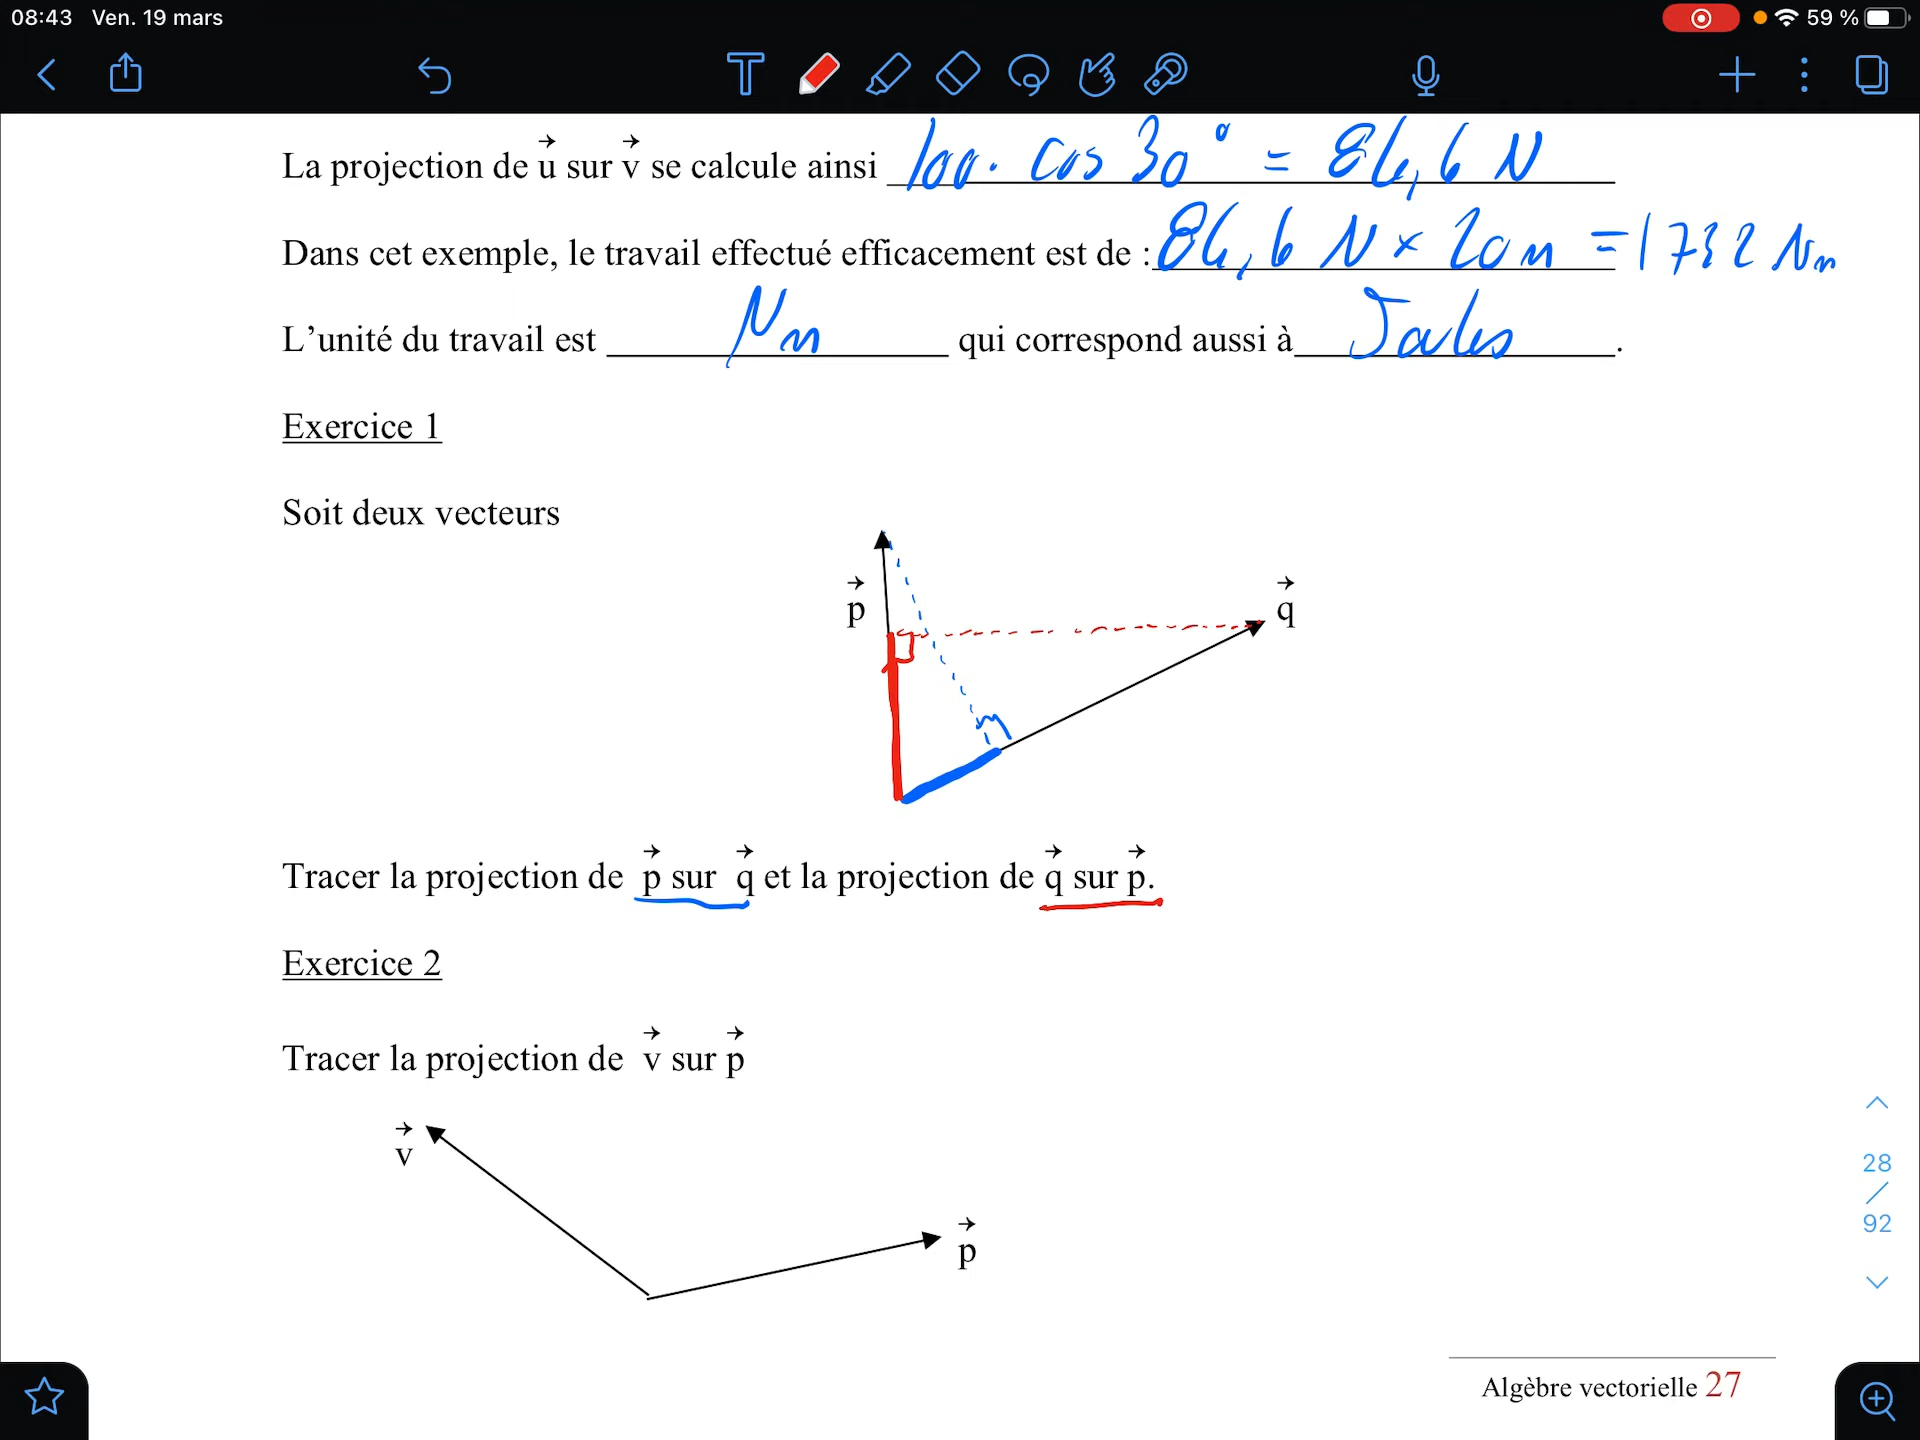 08:43 Ven. 19 mars
59 %
T
La projection de u sur v se calcule ainsi 100. cos 30° = 86,6 N
Dans cet exemple, le travail effectué efficacement est de : 86,6 N × 20 m = 1732 Nm
L’unité du travail est Nm qui correspond aussi à Joules.
Exercice 1
Soit deux vecteurs
p
q
Tracer la projection de p sur q et la projection de q sur p.
Exercice 2
Tracer la projection de v sur p
v
p
28
/
92
Algèbre vectorielle 27